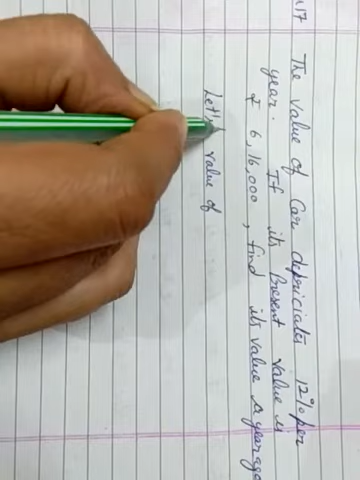 17 The value of Car depriciates 12% per
year. If its Present value is
₹ 6,16,000, find its value a year ago
Let value of